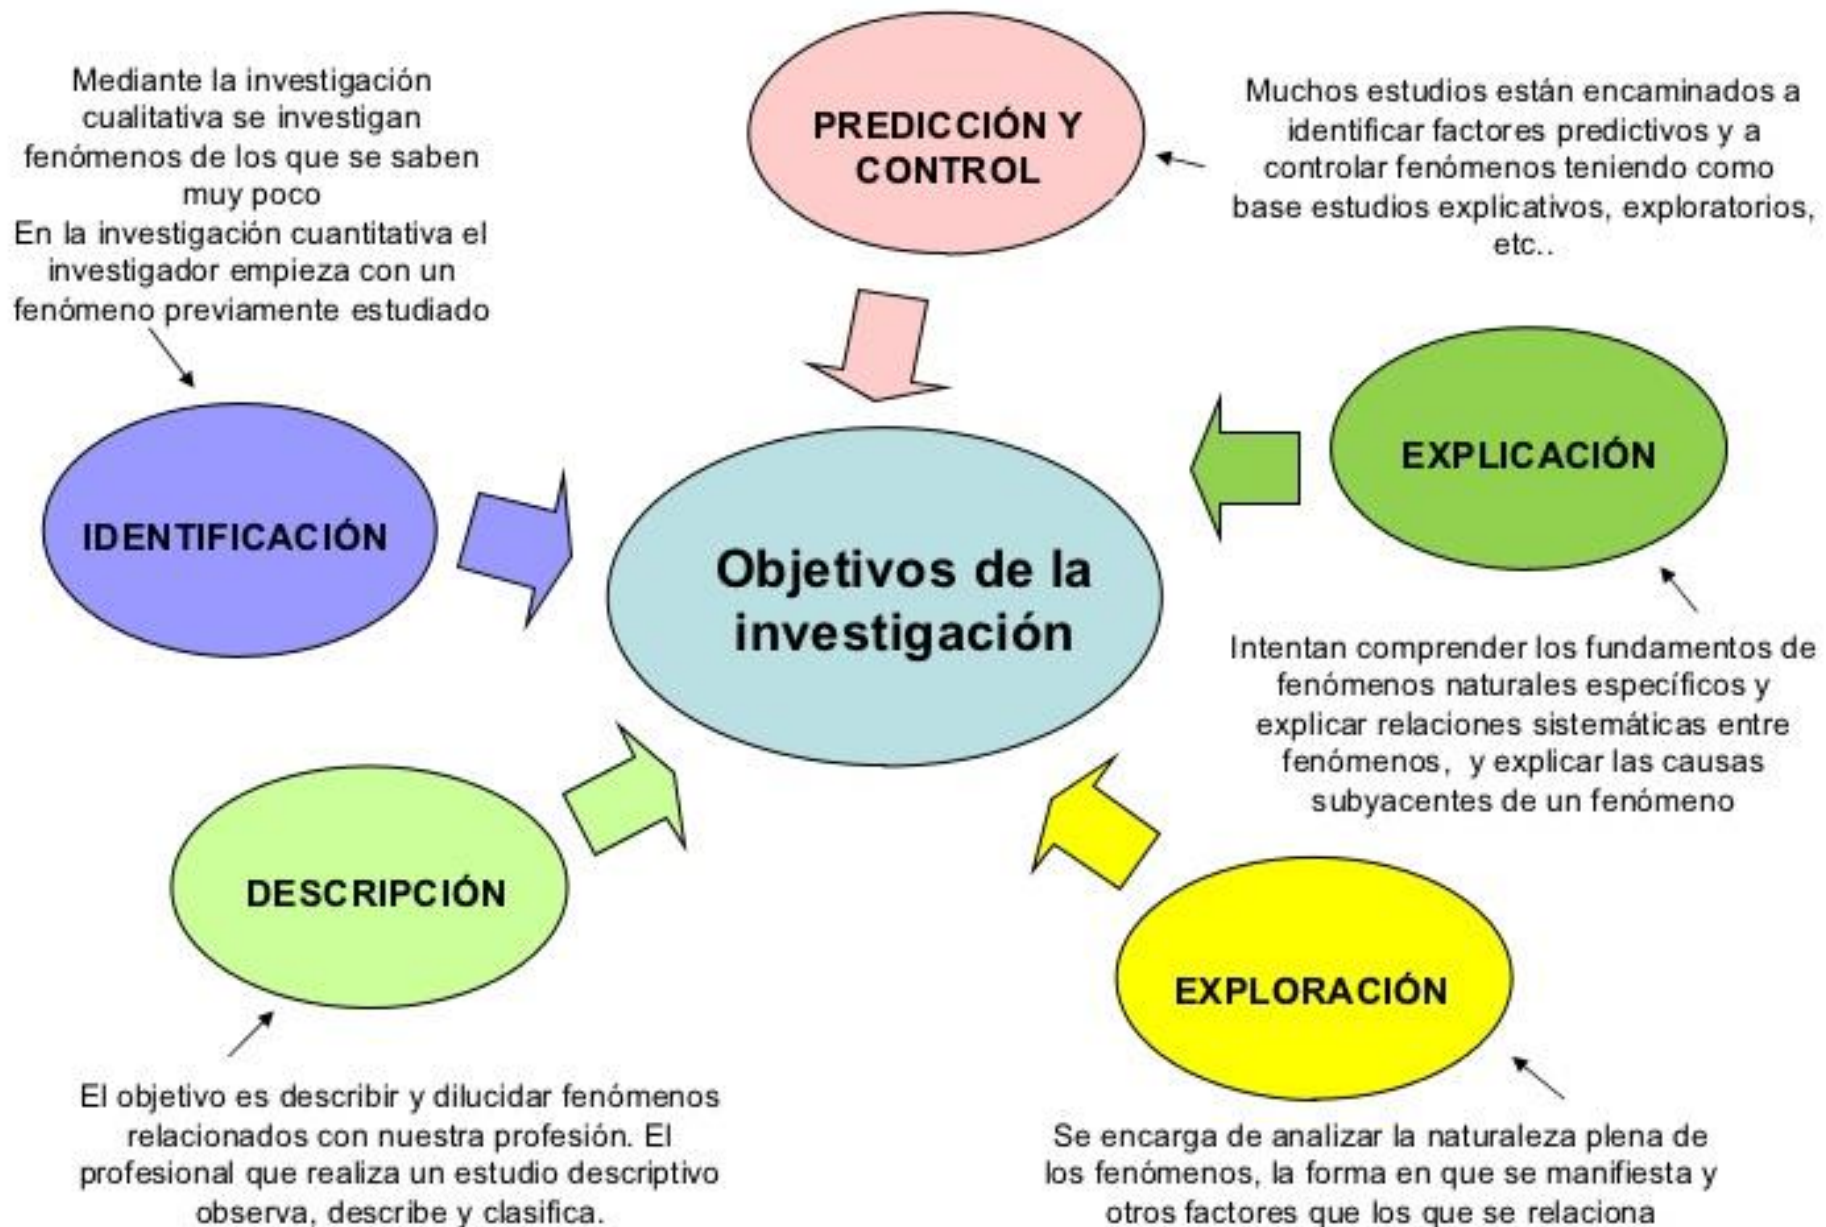 Mediante la investigación
cualitativa se investigan
fenómenos de los que se saben
muy poco
En la investigación cuantitativa el
investigador empieza con un
fenómeno previamente estudiado
PREDICCIÓN Y
CONTROL
Muchos estudios están encaminados a
identificar factores predictivos y a
controlar fenómenos teniendo como
base estudios explicativos, exploratorios,
etc..
IDENTIFICACIÓN
Objetivos de la
investigación
EXPLICACIÓN
Intentan comprender los fundamentos de
fenómenos naturales específicos y
explicar relaciones sistemáticas entre
fenómenos, y explicar las causas
subyacentes de un fenómeno
DESCRIPCIÓN
El objetivo es describir y dilucidar fenómenos
relacionados con nuestra profesión. El
profesional que realiza un estudio descriptivo
observa, describe y clasifica.
EXPLORACIÓN
Se encarga de analizar la naturaleza plena de
los fenómenos, la forma en que se manifiesta y
otros factores que los que se relaciona